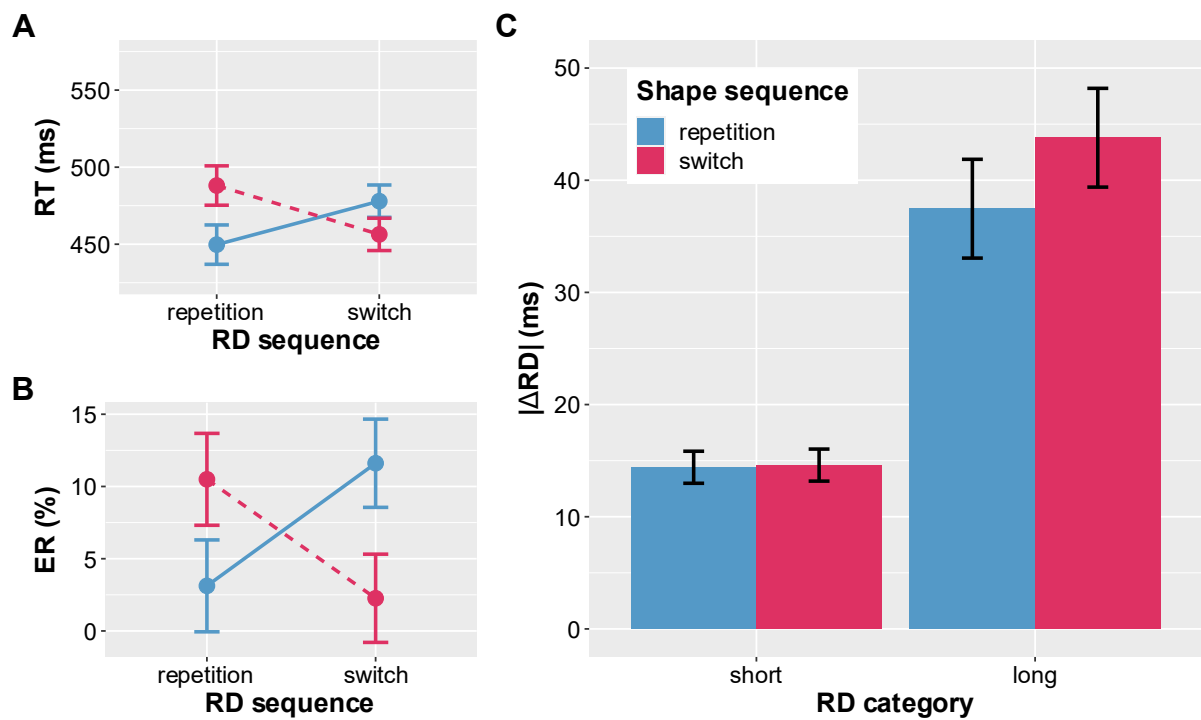 A
550
500
450
RT (ms)
repetition
switch
RD sequence
B
15
10
5
0
ER (%)
repetition
switch
RD sequence
C
50
40
30
20
10
0
|ΔRD| (ms)
Shape sequence
repetition
switch
short
long
RD category